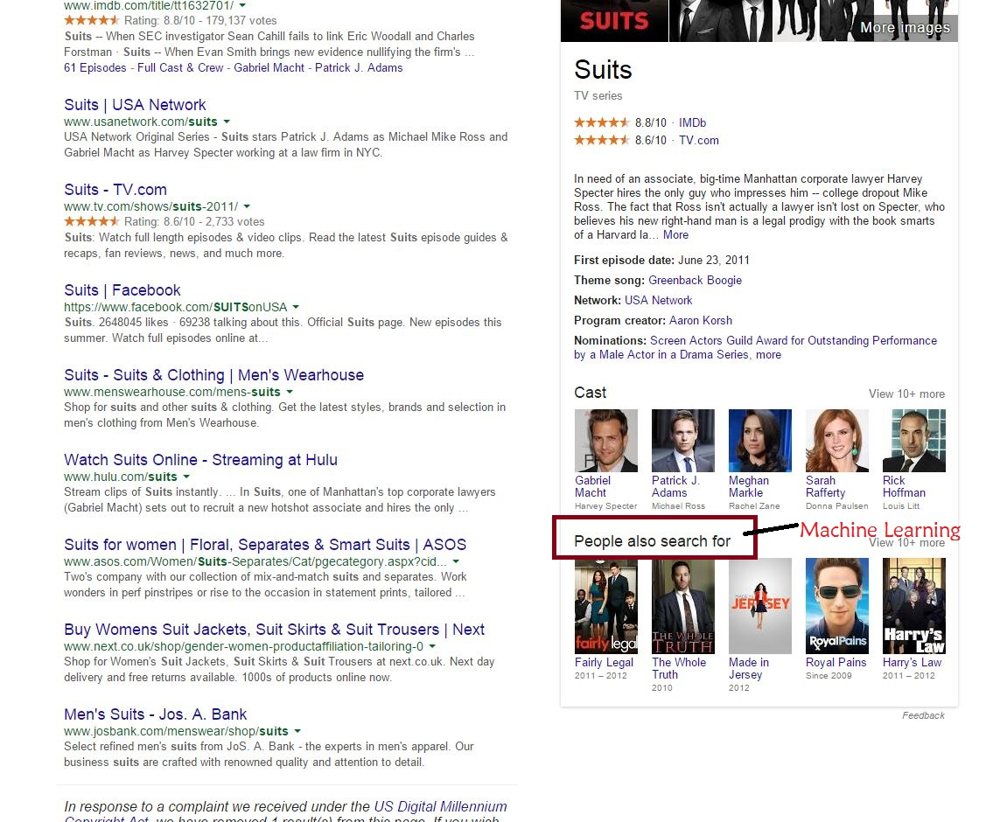 www.imdb.com/title/tt1632701/
Rating: 8.8/10 - 179,137 votes
Suits -- When SEC investigator Sean Cahill fails to link Eric Woodall and Charles
Forstman · Suits -- When Evan Smith brings new evidence nullifying the firm's ...
61 Episodes - Full Cast & Crew - Gabriel Macht - Patrick J. Adams
Suits | USA Network
www.usanetwork.com/suits
USA Network Original Series - Suits stars Patrick J. Adams as Michael Mike Ross and
Gabriel Macht as Harvey Specter working at a law firm in NYC.
Suits - TV.com
www.tv.com/shows/suits-2011/
Rating: 8.6/10 - 2,733 votes
Suits: Watch full length episodes & video clips. Read the latest Suits episode guides &
recaps, fan reviews, news, and much more.
Suits | Facebook
https://www.facebook.com/SUITSonUSA
Suits. 2648045 likes · 69238 talking about this. Official Suits page. New episodes this
summer. Watch full episodes online at...
Suits - Suits & Clothing | Men's Wearhouse
www.menswearhouse.com/mens-suits
Shop for suits and other suits & clothing. Get the latest styles, brands and selection in
men's clothing from Men's Wearhouse.
Watch Suits Online - Streaming at Hulu
www.hulu.com/suits
Stream clips of Suits instantly. ... In Suits, one of Manhattan's top corporate lawyers
(Gabriel Macht) sets out to recruit a new hotshot associate and hires the only ...
Suits for women | Floral, Separates & Smart Suits | ASOS
www.asos.com/Women/Suits-Separates/Cat/pgecategory.aspx?cid...
Two's company with our collection of mix-and-match suits and separates. Work
wonders in perf pinstripes or rise to the occasion in statement prints, tailored ...
Buy Womens Suit Jackets, Suit Skirts & Suit Trousers | Next
www.next.co.uk/shop/gender-women-productaffiliation-tailoring-0
Shop for Women's Suit Jackets, Suit Skirts & Suit Trousers at next.co.uk. Next day
delivery and free returns available. 1000s of products online now.
Men's Suits - Jos. A. Bank
www.josbank.com/menswear/shop/suits
Select refined men's suits from JoS. A. Bank - the experts in men's apparel. Our
business suits are crafted with renowned quality and attention to detail.
In response to a complaint we received under the US Digital Millennium
Copyright Act, we have removed 1 result(s) from this page. If you wish,
SUITS
More images
Suits
TV series
8.8/10 · IMDb
8.6/10 · TV.com
In need of an associate, big-time Manhattan corporate lawyer Harvey
Specter hires the only guy who impresses him -- college dropout Mike
Ross. The fact that Ross isn't actually a lawyer isn't lost on Specter, who
believes his new right-hand man is a legal prodigy with the book smarts
of a Harvard la... More
First episode date: June 23, 2011
Theme song: Greenback Boogie
Network: USA Network
Program creator: Aaron Korsh
Nominations: Screen Actors Guild Award for Outstanding Performance
by a Male Actor in a Drama Series, more
Cast
View 10+ more
Gabriel Macht
Harvey Specter
Patrick J. Adams
Michael Ross
Meghan Markle
Rachel Zane
Sarah Rafferty
Donna Paulsen
Rick Hoffman
Louis Litt
People also search for
Machine Learning
View 10+ more
fairly legal
THE WHOLE
TRUTH
MADE IN
JERSEY
RoyalPains
Harry's
Law
Fairly Legal
2011 – 2012
The Whole Truth
2010
Made in Jersey
2012
Royal Pains
Since 2009
Harry's Law
2011 – 2012
Feedback